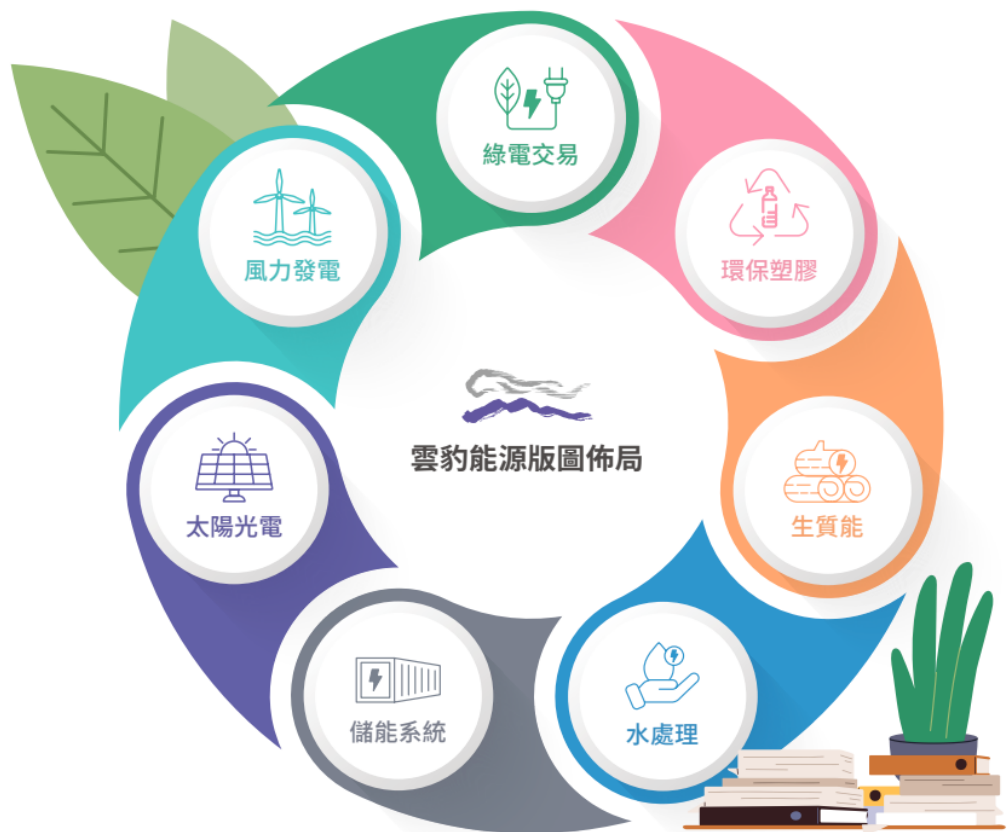 綠電交易
環保塑膠
生質能
水處理
儲能系統
太陽光電
風力發電
雲豹能源版圖佈局